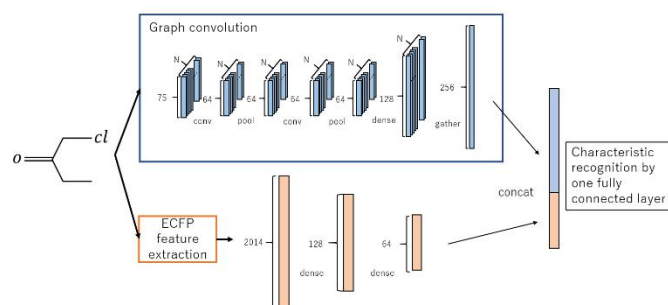 Graph convolution
N N N N N
75 64 64 64 64 128 256
conv pool conv pool dense gather
o cl
ECFP
feature
extraction
2014 128 64
dense dense
concat
Characteristic
recognition by
one fully
connected layer